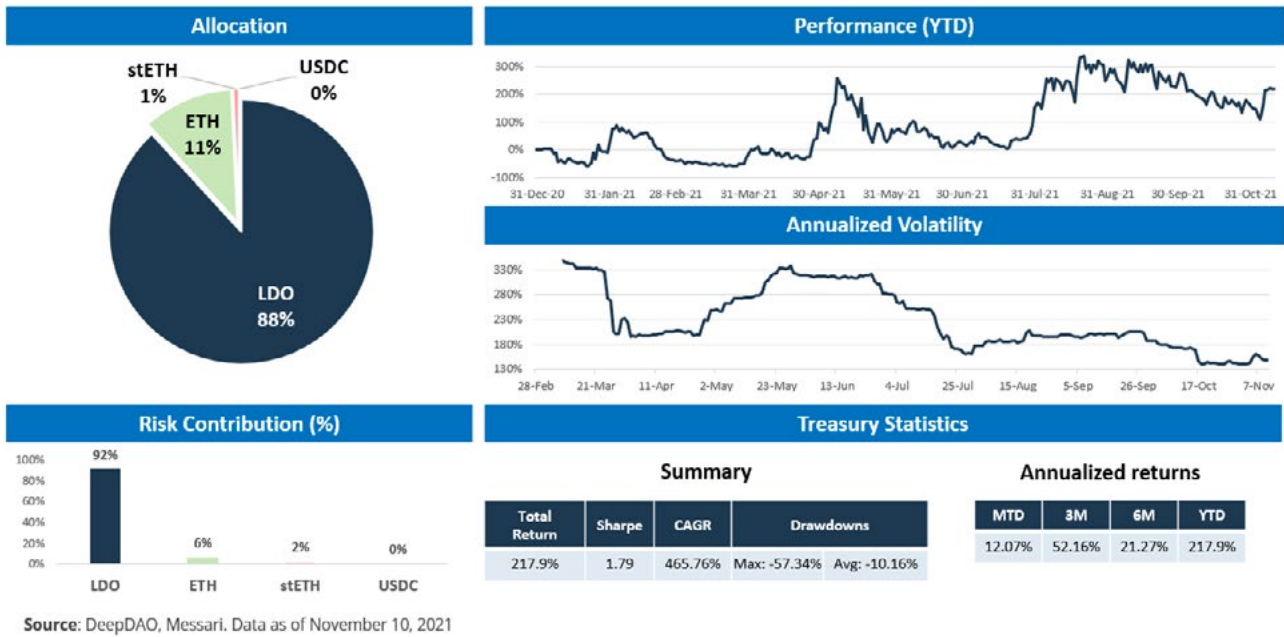 Allocation
stETH
1%
USDC
0%
ETH
11%
LDO
88%
Performance (YTD)
300%
200%
100%
0%
-100%
31-Dec-20 31-Jan-21 28-Feb-21 31-Mar-21 30-Apr-21 31-May-21 30-Jun-21 31-Jul-21 31-Aug-21 30-Sep-21 31-Oct-21
Annualized Volatility
330%
280%
230%
180%
130%
28-Feb 21-Mar 11-Apr 2-May 23-May 13-Jun 4-Jul 25-Jul 15-Aug 5-Sep 26-Sep 17-Oct 7-Nov
Risk Contribution (%)
100%
80%
60%
40%
20%
0%
92%
6%
2%
0%
LDO ETH stETH USDC
Treasury Statistics
Summary
Total Return Sharpe CAGR Drawdowns
217.9% 1.79 465.76% Max: -57.34% Avg: -10.16%
Annualized returns
MTD 3M 6M YTD
12.07% 52.16% 21.27% 217.9%
Source: DeepDAO, Messari. Data as of November 10, 2021